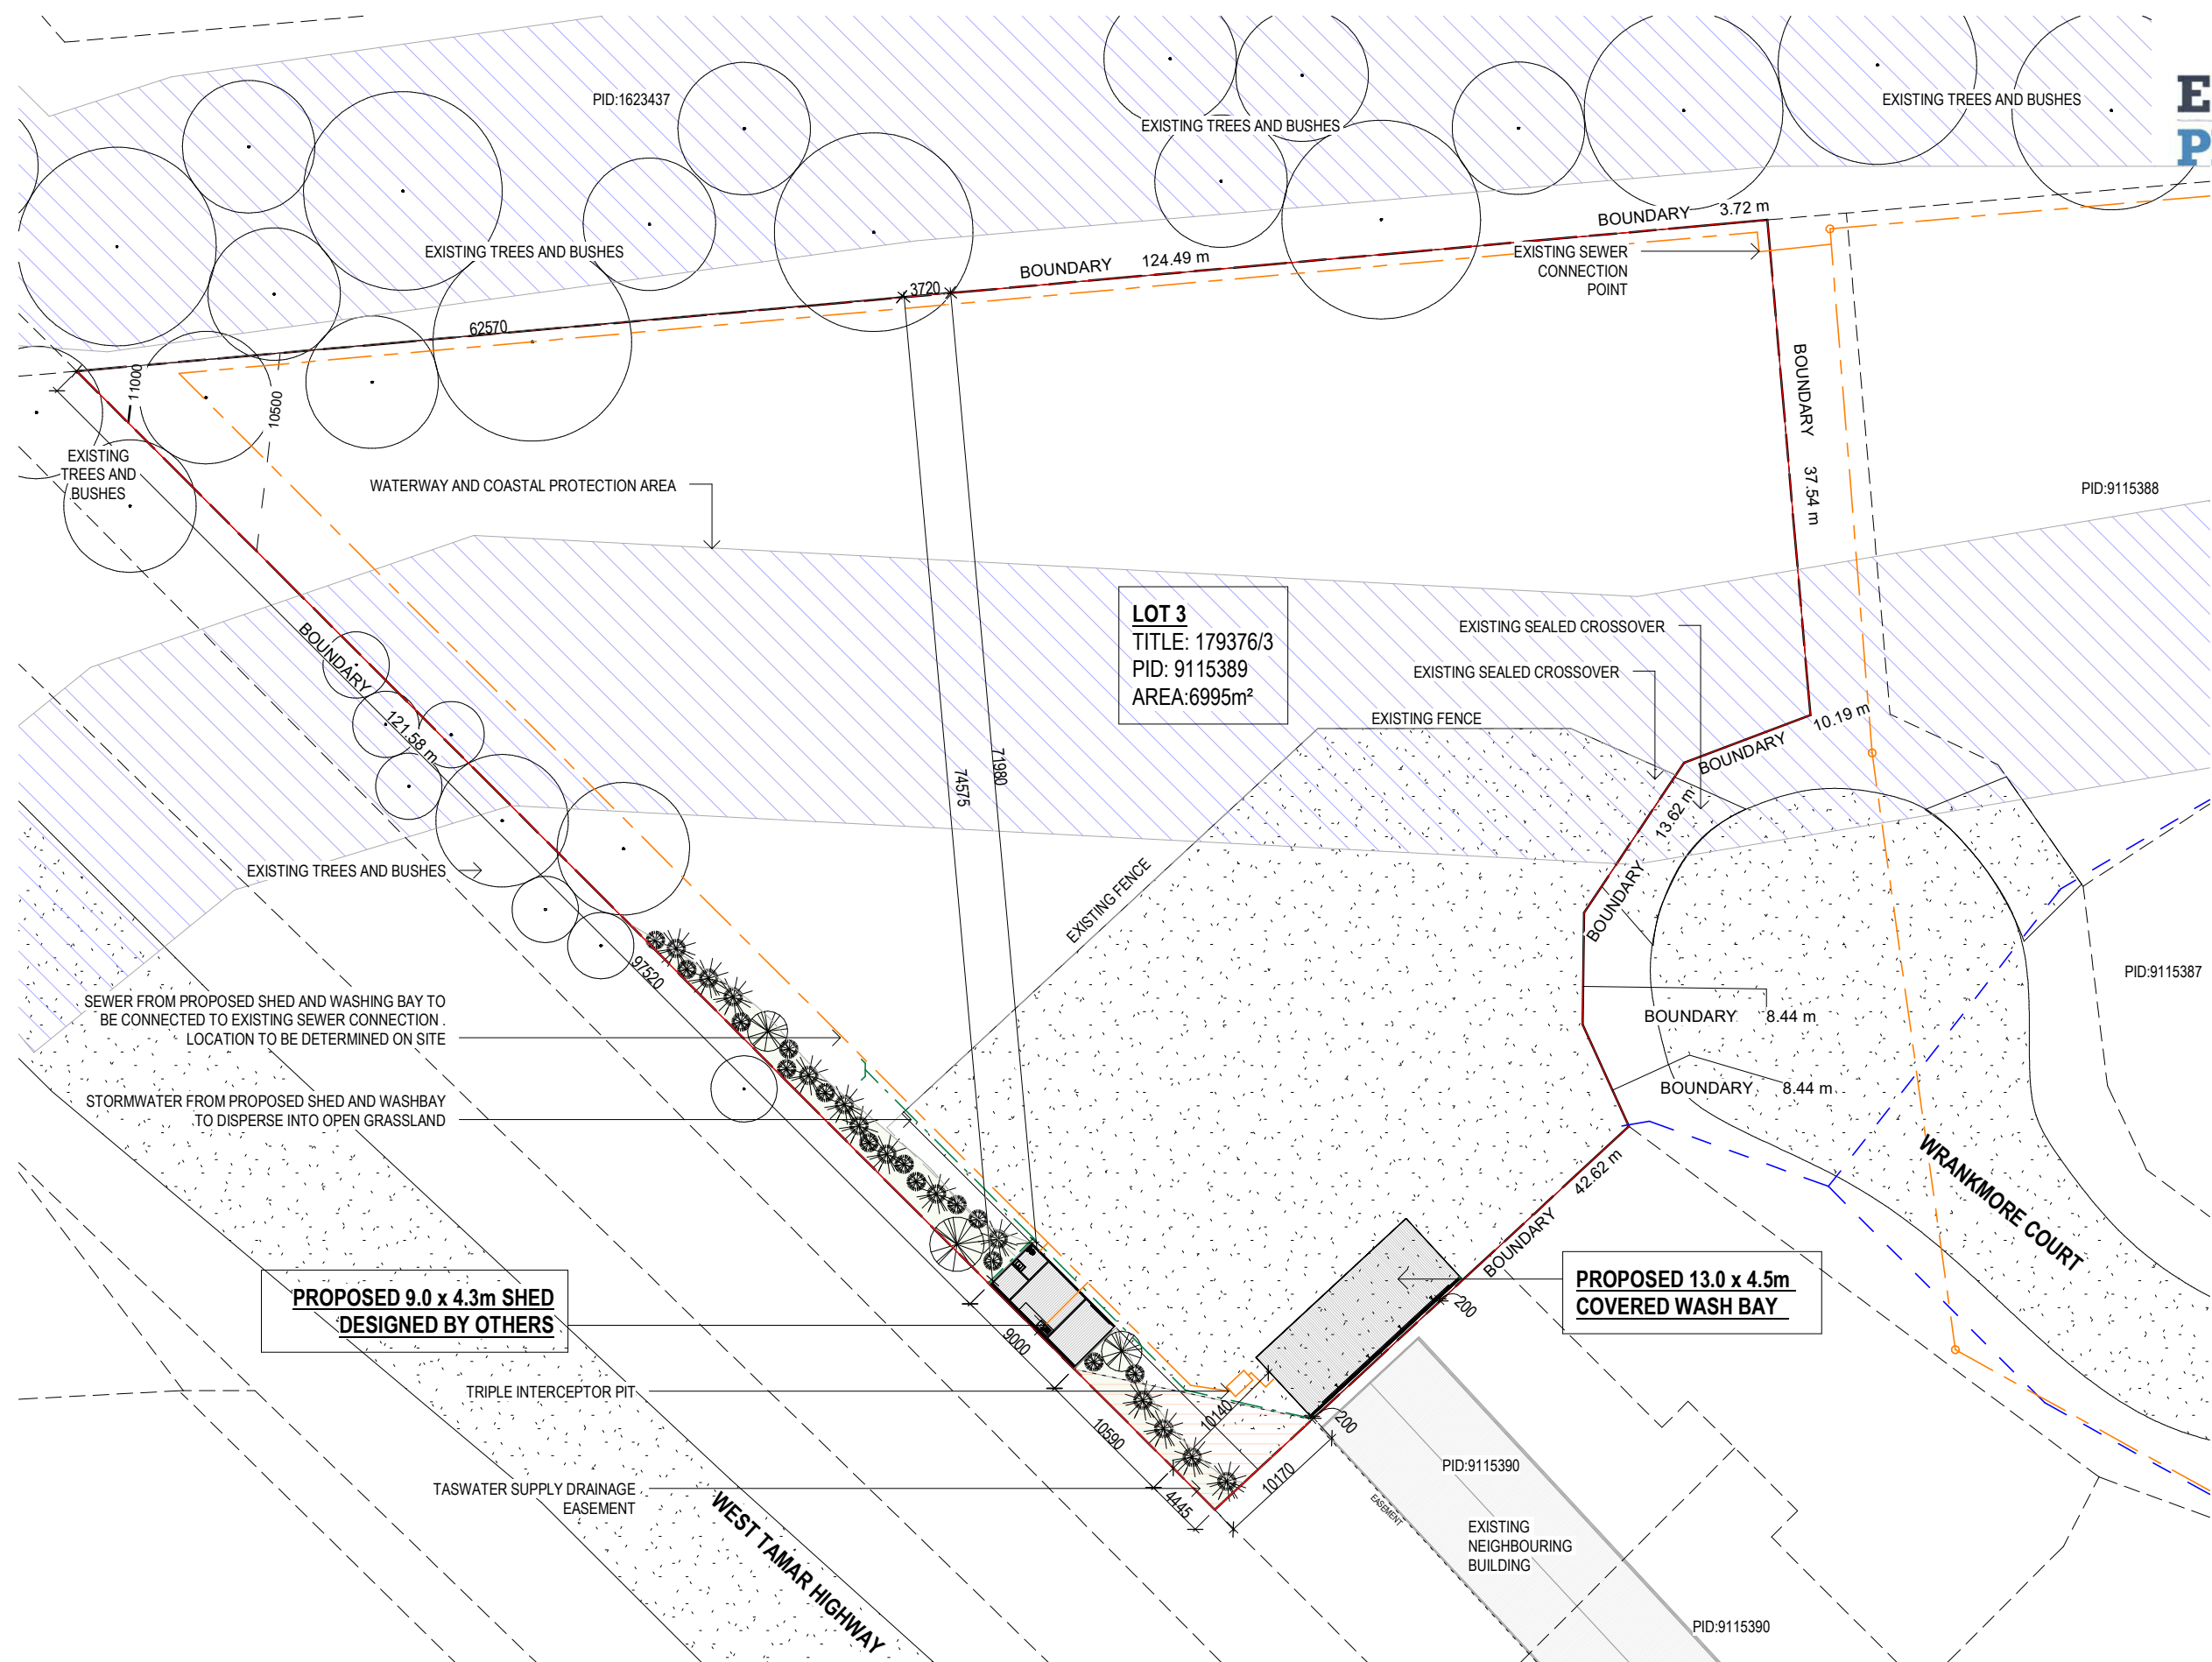 E
P
PID:1623437
EXISTING TREES AND BUSHES
EXISTING TREES AND BUSHES
EXISTING TREES AND BUSHES
BOUNDARY 3.72 m
BOUNDARY 124.49 m
EXISTING SEWER
CONNECTION
POINT
3720
62570
11000
10500
EXISTING
TREES AND
BUSHES
BOUNDARY 37.54 m
WATERWAY AND COASTAL PROTECTION AREA
PID:9115388
LOT 3
TITLE: 179376/3
PID: 9115389
AREA:6995m²
EXISTING SEALED CROSSOVER
EXISTING SEALED CROSSOVER
EXISTING FENCE
BOUNDARY 121.58 m
74575
71980
BOUNDARY 10.19 m
BOUNDARY 13.62 m
EXISTING TREES AND BUSHES
EXISTING FENCE
97520
PID:9115387
SEWER FROM PROPOSED SHED AND WASHING BAY TO
BE CONNECTED TO EXISTING SEWER CONNECTION .
LOCATION TO BE DETERMINED ON SITE
BOUNDARY 8.44 m
BOUNDARY 8.44 m
STORMWATER FROM PROPOSED SHED AND WASHBAY
TO DISPERSE INTO OPEN GRASSLAND
WRANKMORE COURT
BOUNDARY 42.62 m
PROPOSED 9.0 x 4.3m SHED
DESIGNED BY OTHERS
PROPOSED 13.0 x 4.5m
COVERED WASH BAY
200
9000
TRIPLE INTERCEPTOR PIT
10140
200
10590
10170
PID:9115390
TASWATER SUPPLY DRAINAGE
EASEMENT
4445
EASEMENT
WEST TAMAR HIGHWAY
EXISTING
NEIGHBOURING
BUILDING
PID:9115390